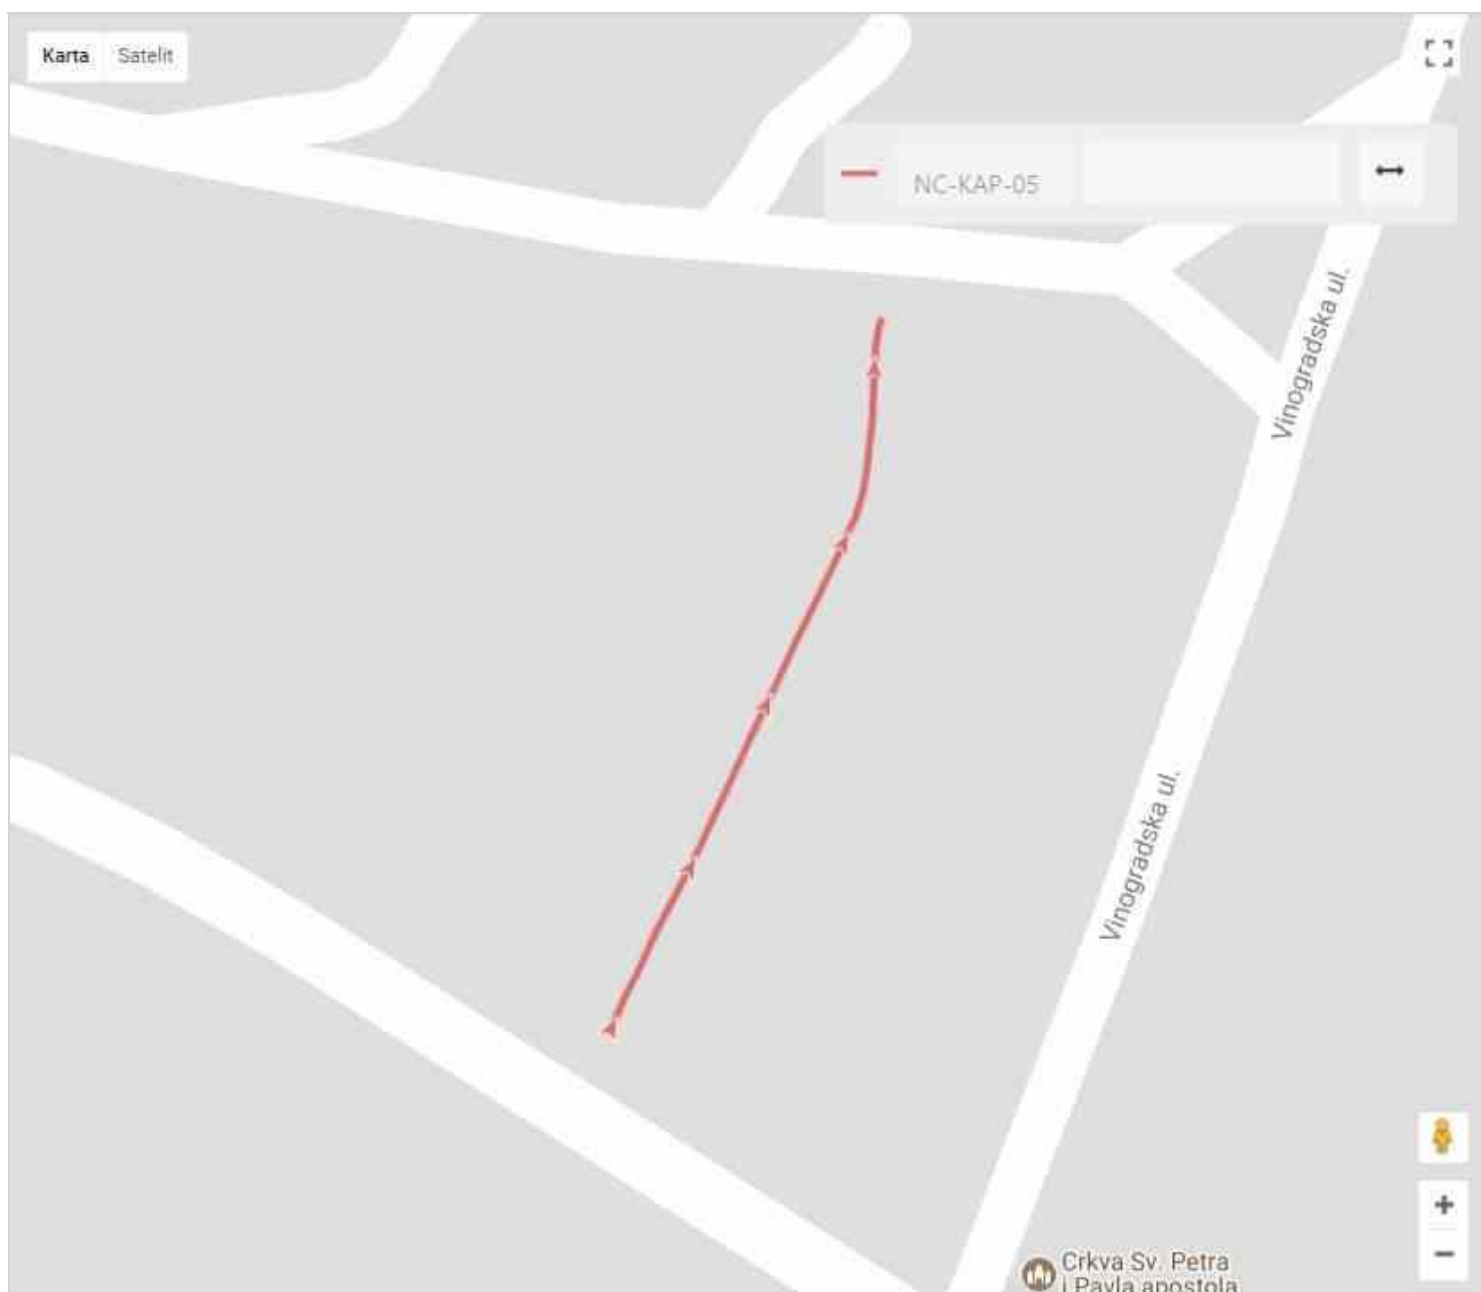 Karta Satelit
NC-KAP-05
Vinogradska ul.
Vinogradska ul.
Crkva Sv. Petra
i Pavla apostola